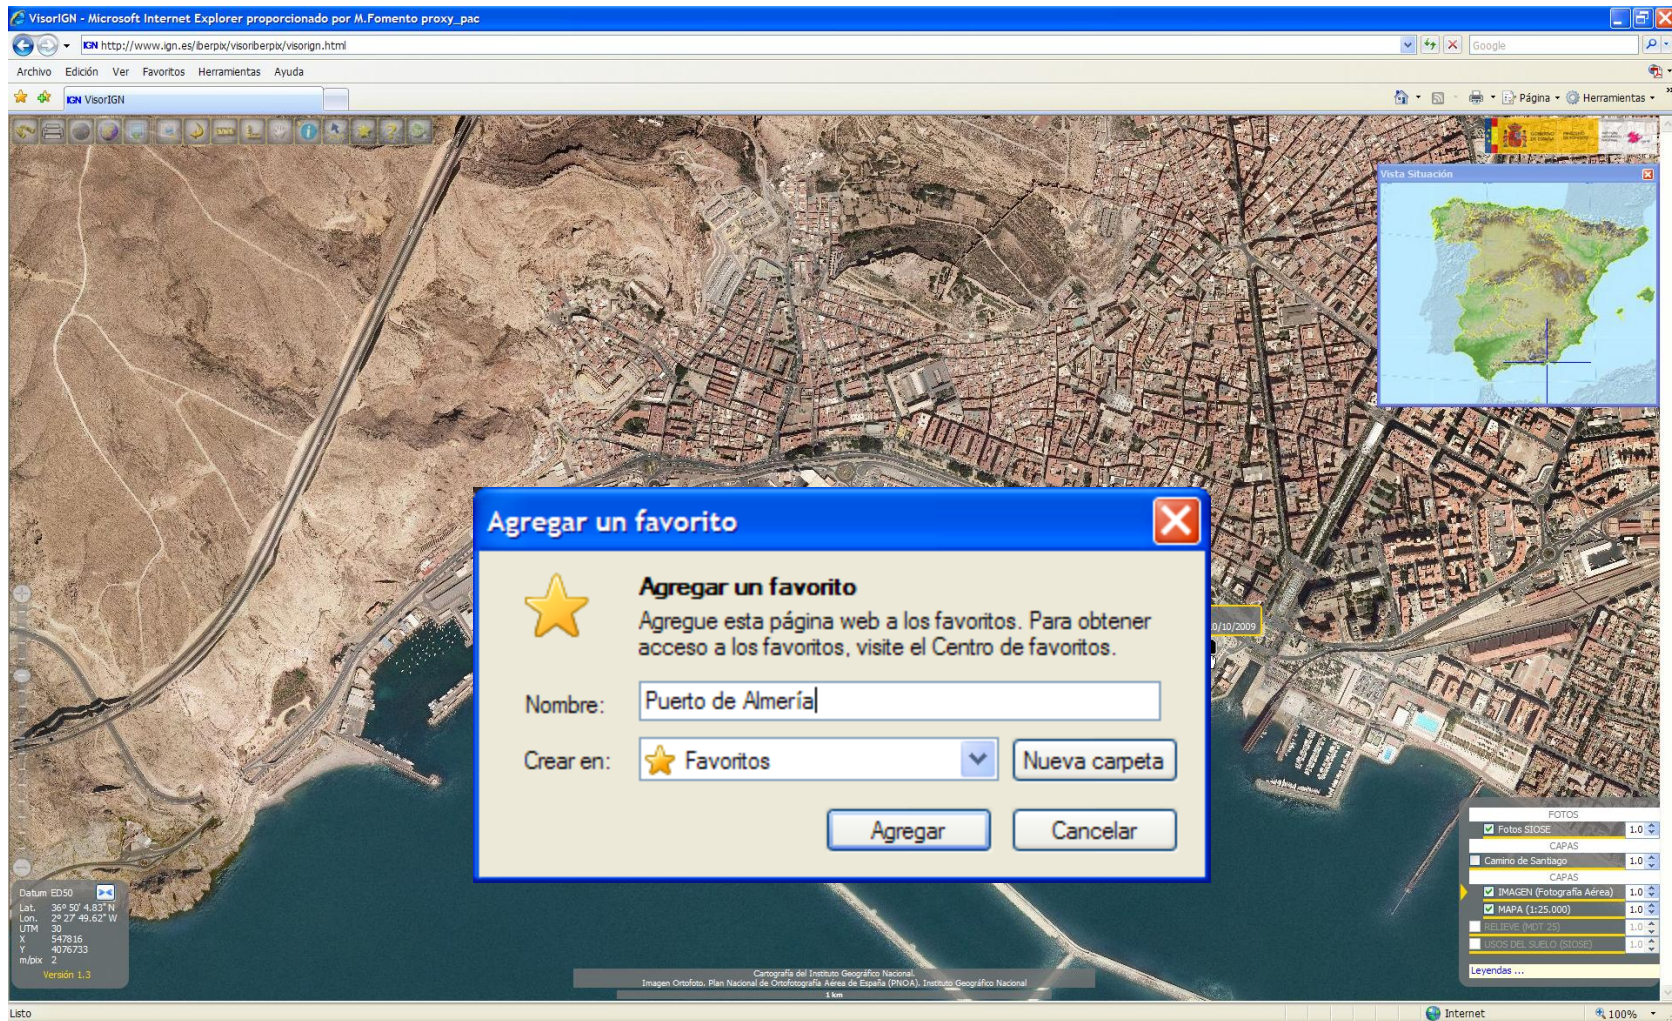 VisorIGN - Microsoft Internet Explorer proporcionado por M.Fomento proxy_pac
IGN http://www.ign.es/iberpix/visoriberpix/visorign.html
Google
Archivo Edición Ver Favoritos Herramientas Ayuda
IGN VisorIGN
Página Herramientas
GOBIERNO DE ESPAÑA
Vista Situación
Agregar un favorito
Agregar un favorito
Agregue esta página web a los favoritos. Para obtener
acceso a los favoritos, visite el Centro de favoritos.
Nombre: Puerto de Almería
Crear en: Favoritos Nueva carpeta
Agregar Cancelar
0/10/2009
FOTOS
Fotos SIOSE 1.0
CAPAS
Camino de Santiago 1.0
CAPAS
IMAGEN (Fotografía Aérea) 1.0
MAPA (1:25.000) 1.0
RELIEVE (MDT 25) 1.0
USOS DEL SUELO (SIOSE) 1.0
Leyendas ...
Datum ED50
Lat. 36º 50' 4.83" N
Lon. 2º 27' 49.62" W
UTM 30
X 547816
Y 4076733
m/pix 2
Versión 1.3
Cartografía del Instituto Geográfico Nacional.
Imagen Ortofoto. Plan Nacional de Ortofotografía Aérea de España (PNOA). Instituto Geográfico Nacional
1 km
Listo
Internet
100%